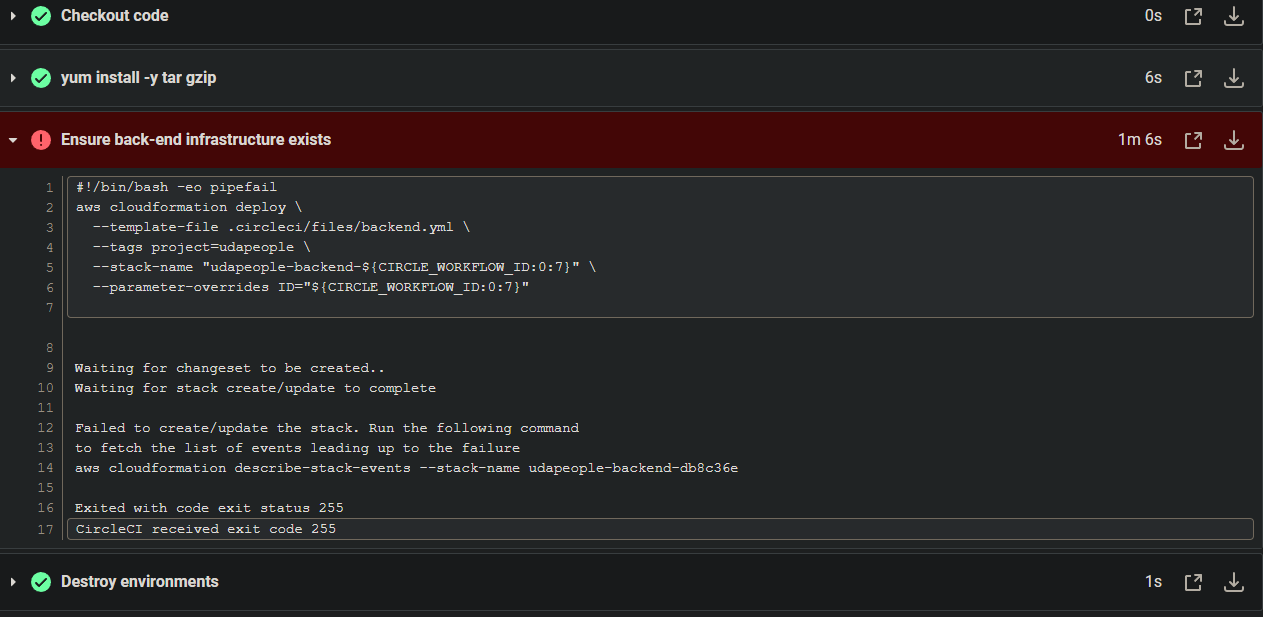 Checkout code 0s
yum install -y tar gzip 6s
Ensure back-end infrastructure exists 1m 6s
1 #!/bin/bash -eo pipefail
2 aws cloudformation deploy \
3 --template-file .circleci/files/backend.yml \
4 --tags project=udapeople \
5 --stack-name "udapeople-backend-${CIRCLE_WORKFLOW_ID:0:7}" \
6 --parameter-overrides ID="${CIRCLE_WORKFLOW_ID:0:7}"
7
8
9 Waiting for changeset to be created..
10 Waiting for stack create/update to complete
11
12 Failed to create/update the stack. Run the following command
13 to fetch the list of events leading up to the failure
14 aws cloudformation describe-stack-events --stack-name udapeople-backend-db8c36e
15
16 Exited with code exit status 255
17 CircleCI received exit code 255
Destroy environments 1s